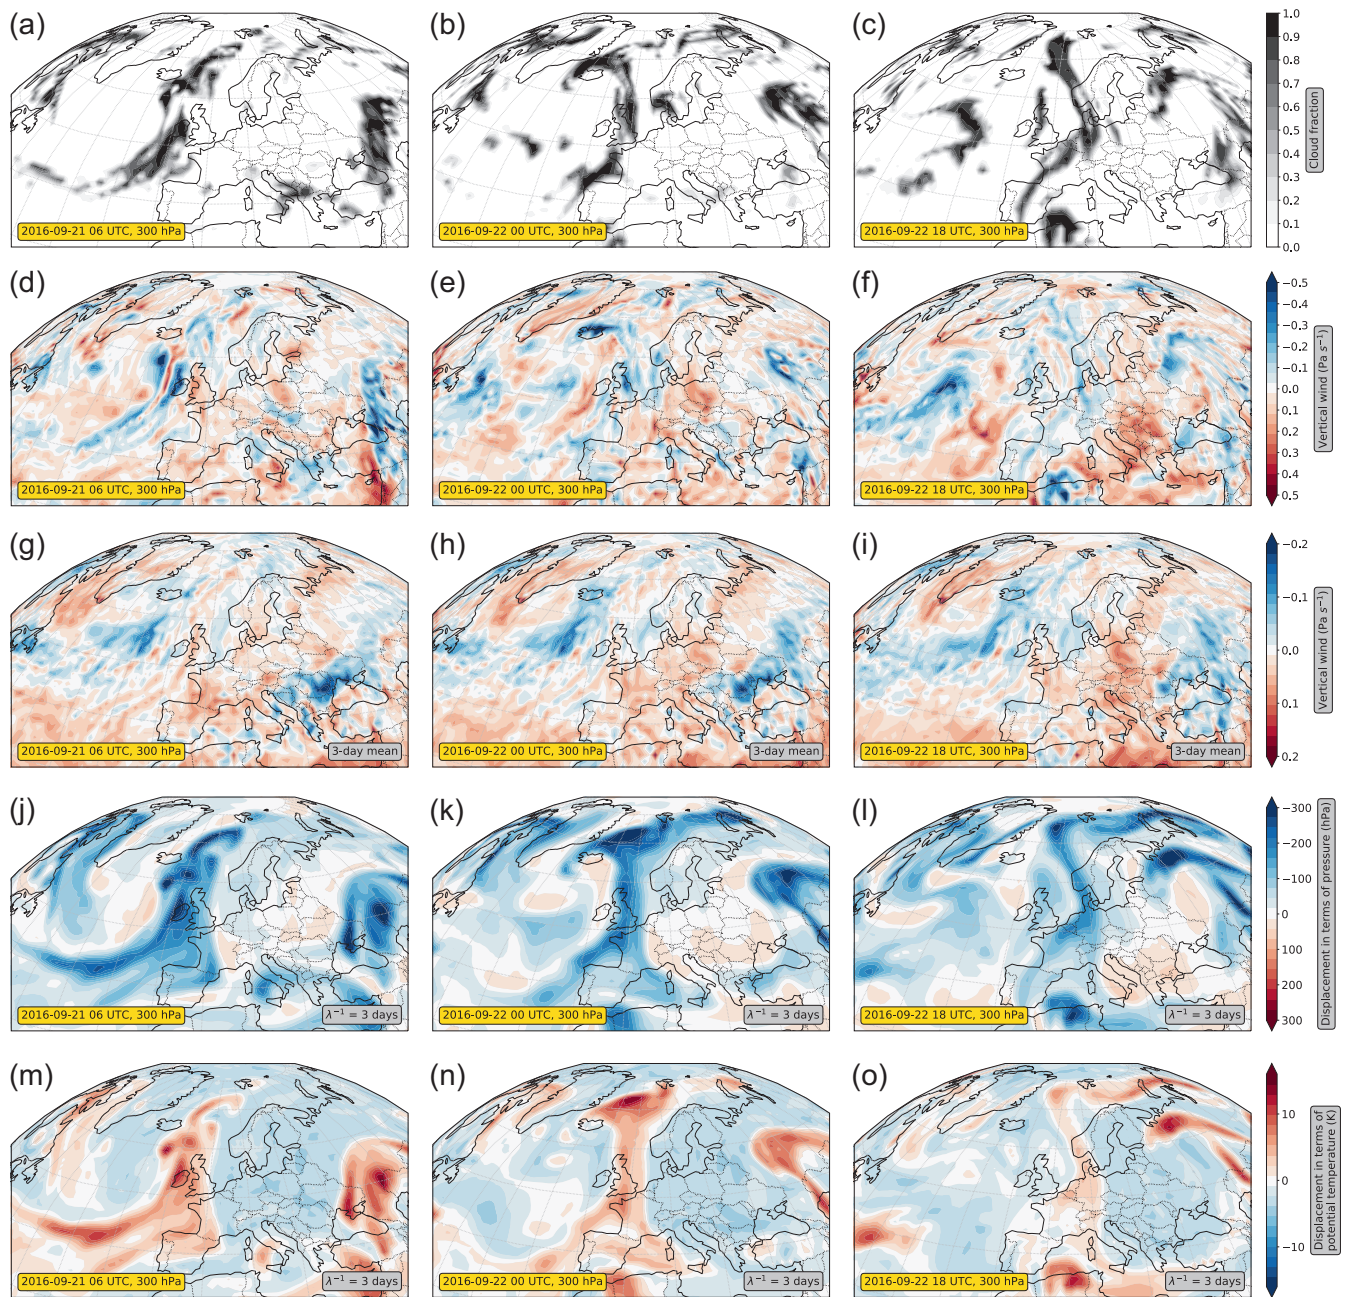 (a)
(b)
(c)
2016-09-21 06 UTC, 300 hPa
2016-09-22 00 UTC, 300 hPa
2016-09-22 18 UTC, 300 hPa
1.0
0.9
0.8
0.7
0.6
0.5
0.4
0.3
0.2
0.1
0.0
Cloud fraction
(d)
(e)
(f)
2016-09-21 06 UTC, 300 hPa
2016-09-22 00 UTC, 300 hPa
2016-09-22 18 UTC, 300 hPa
−0.5
−0.4
−0.3
−0.2
−0.1
0.0
0.1
0.2
0.3
0.4
0.5
Vertical wind (Pa s⁻¹)
(g)
(h)
(i)
2016-09-21 06 UTC, 300 hPa
3-day mean
2016-09-22 00 UTC, 300 hPa
3-day mean
2016-09-22 18 UTC, 300 hPa
3-day mean
−0.2
−0.1
0.0
0.1
0.2
Vertical wind (Pa s⁻¹)
(j)
(k)
(l)
2016-09-21 06 UTC, 300 hPa
λ⁻¹ = 3 days
2016-09-22 00 UTC, 300 hPa
λ⁻¹ = 3 days
2016-09-22 18 UTC, 300 hPa
λ⁻¹ = 3 days
−300
−200
−100
0
100
200
300
Displacement in terms of pressure (hPa)
(m)
(n)
(o)
2016-09-21 06 UTC, 300 hPa
λ⁻¹ = 3 days
2016-09-22 00 UTC, 300 hPa
λ⁻¹ = 3 days
2016-09-22 18 UTC, 300 hPa
λ⁻¹ = 3 days
10
5
0
−5
−10
Displacement in terms of
potential temperature (K)